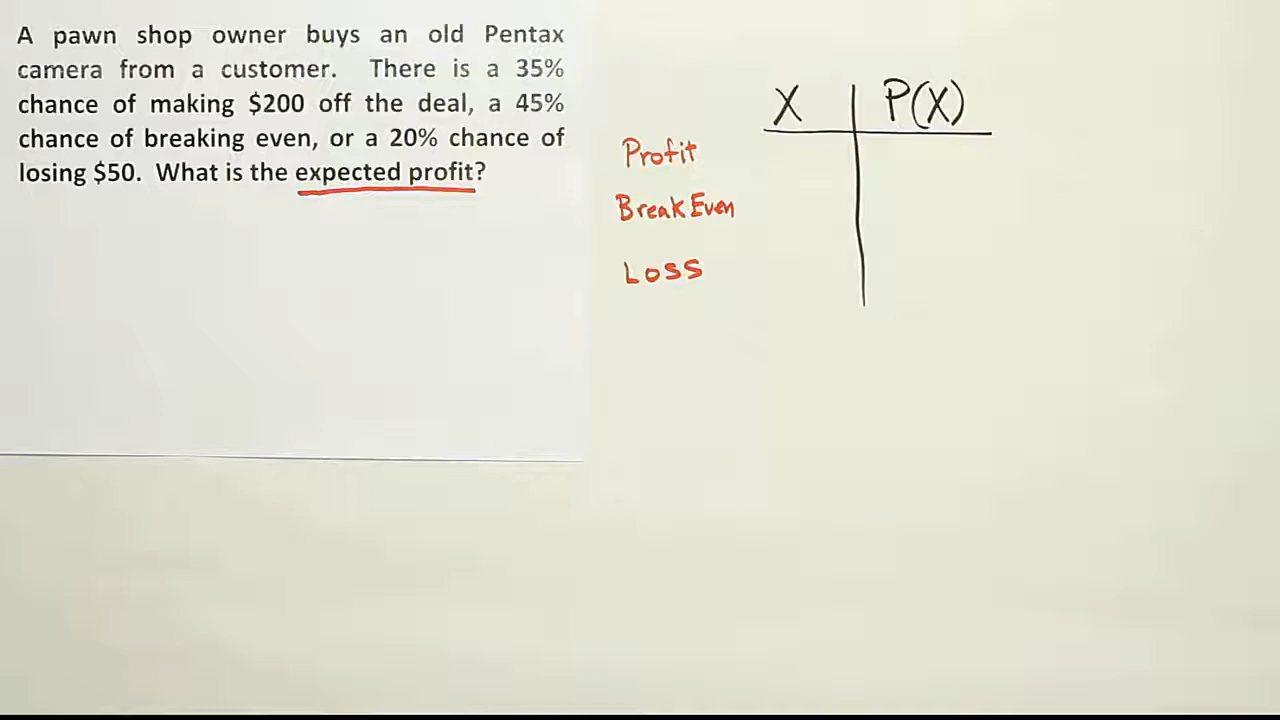 A pawn shop owner buys an old Pentax
camera from a customer. There is a 35%
chance of making $200 off the deal, a 45%
chance of breaking even, or a 20% chance of
losing $50. What is the expected profit?
X P(X)
Profit
Break Even
Loss